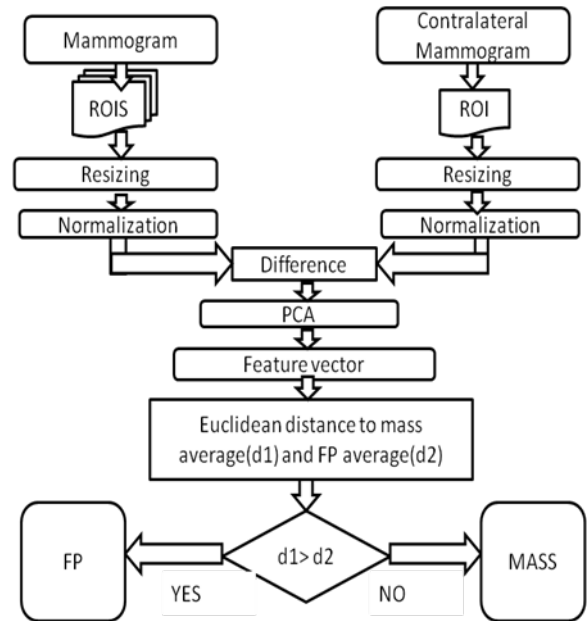 Mammogram
Contralateral
Mammogram
ROIS
ROI
Resizing
Resizing
Normalization
Normalization
Difference
PCA
Feature vector
Euclidean distance to mass
average(d1) and FP average(d2)
FP
d1> d2
MASS
YES
NO